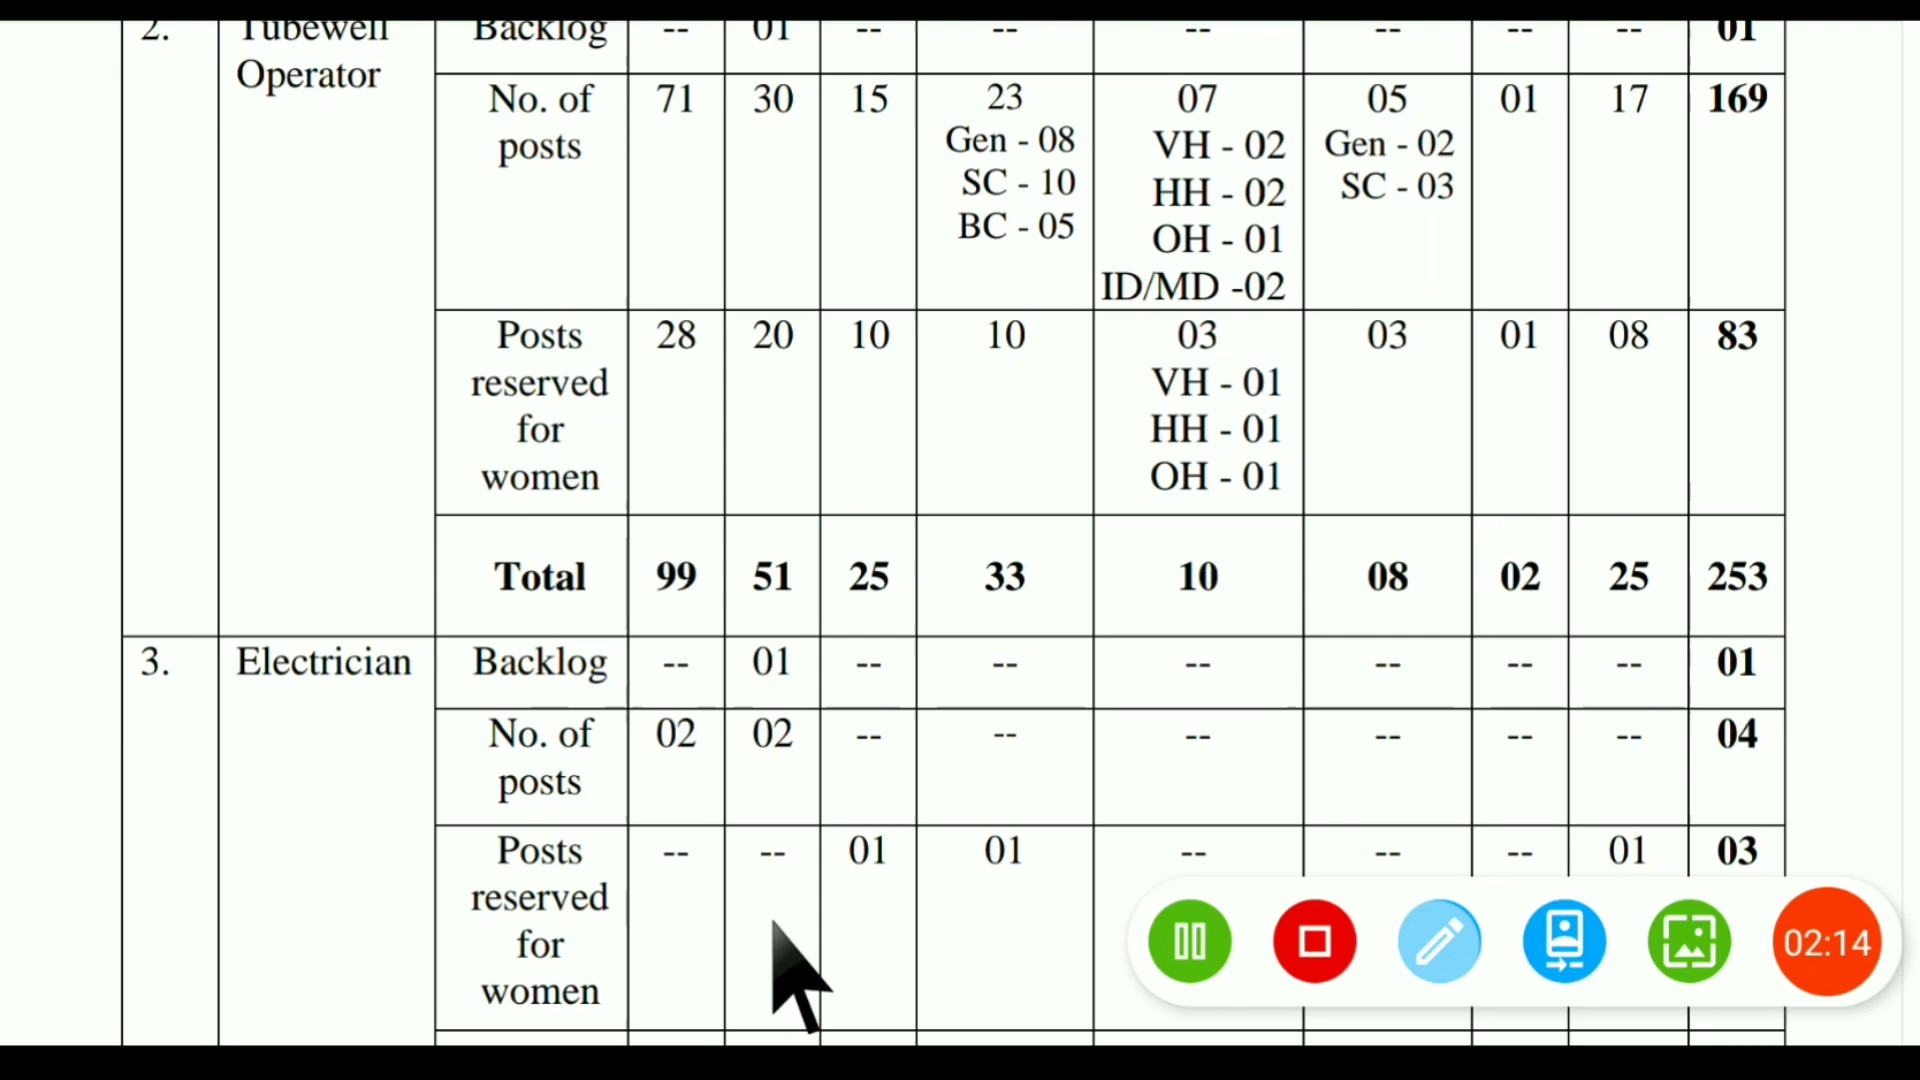 2. Tubewell Backlog -- 01 -- -- -- -- -- -- 01
Operator
No. of 71 30 15 23 07 05 01 17 169
posts Gen - 08 VH - 02 Gen - 02
SC - 10 HH - 02 SC - 03
BC - 05 OH - 01
ID/MD -02
Posts 28 20 10 10 03 03 01 08 83
reserved VH - 01
for HH - 01
women OH - 01
Total 99 51 25 33 10 08 02 25 253
3. Electrician Backlog -- 01 -- -- -- -- -- -- 01
No. of 02 02 -- -- -- -- -- -- 04
posts
Posts -- -- 01 01 -- -- -- 01 03
reserved
for
women
02:14